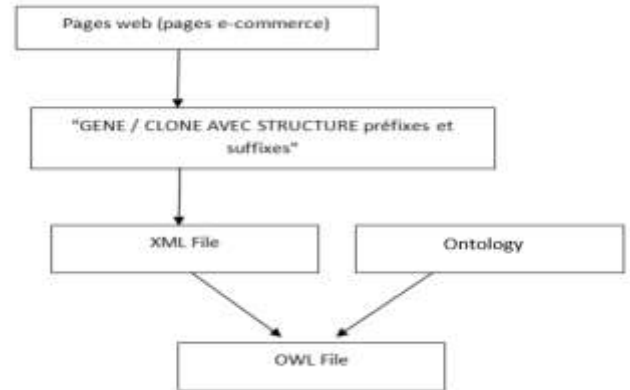 Pages web (pages e-commerce)
"GENE / CLONE AVEC STRUCTURE préfixes et
suffixes"
XML File
Ontology
OWL File